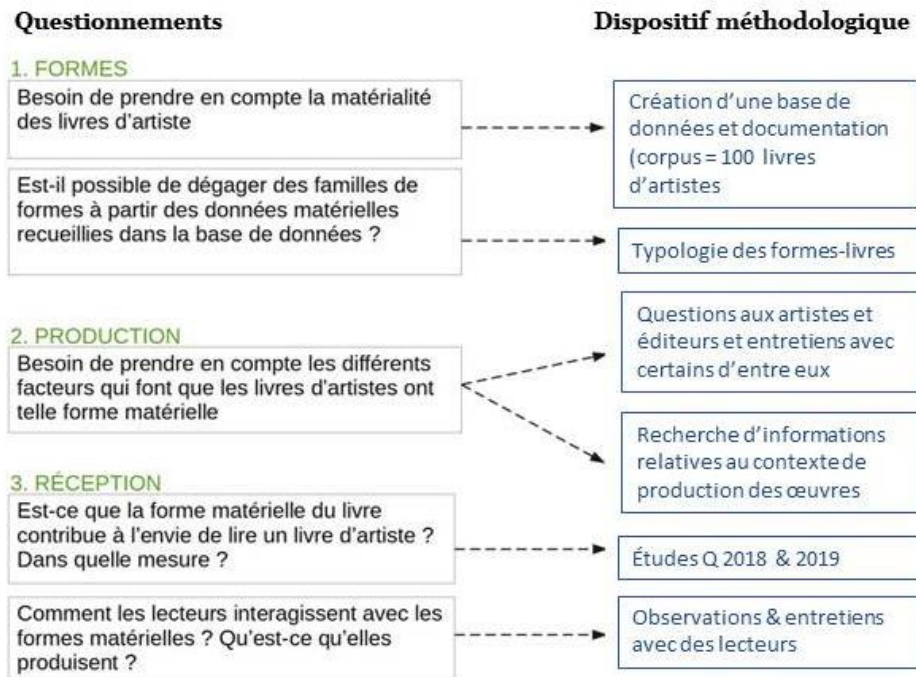 Questionnements
Dispositif méthodologique
1. FORMES
Besoin de prendre en compte la matérialité
des livres d'artiste
Création d'une base de
données et documentation
(corpus = 100 livres
d'artistes
Est-il possible de dégager des familles de
formes à partir des données matérielles
recueillies dans la base de données ?
Typologie des formes-livres
2. PRODUCTION
Besoin de prendre en compte les différents
facteurs qui font que les livres d'artistes ont
telle forme matérielle
Questions aux artistes et
éditeurs et entretiens avec
certains d'entre eux
Recherche d'informations
relatives au contexte de
production des œuvres
3. RÉCEPTION
Est-ce que la forme matérielle du livre
contribue à l'envie de lire un livre d'artiste ?
Dans quelle mesure ?
Études Q 2018 & 2019
Comment les lecteurs interagissent avec les
formes matérielles ? Qu'est-ce qu'elles
produisent ?
Observations & entretiens
avec des lecteurs